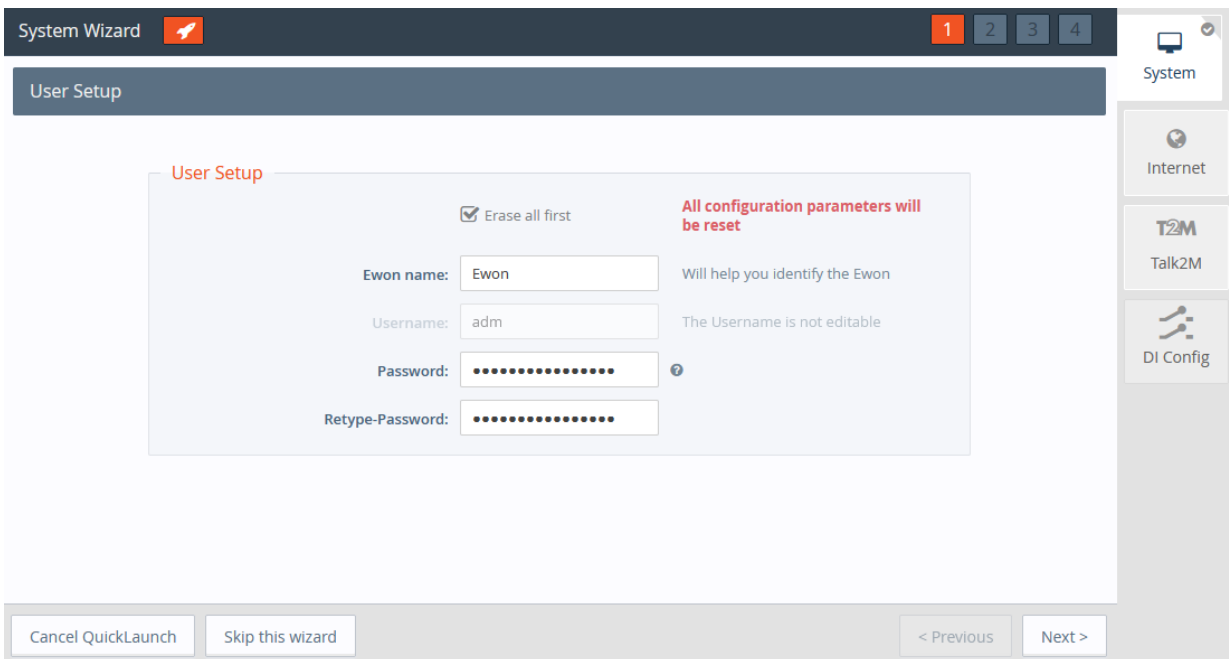 System Wizard
1 2 3 4
System
User Setup
Internet
User Setup
Erase all first
All configuration parameters will
be reset
T2M
Talk2M
Ewon name: Ewon Will help you identify the Ewon
Username: adm The Username is not editable
DI Config
Password: ••••••••••••••••
Retype-Password: ••••••••••••••••
Cancel QuickLaunch Skip this wizard < Previous Next >